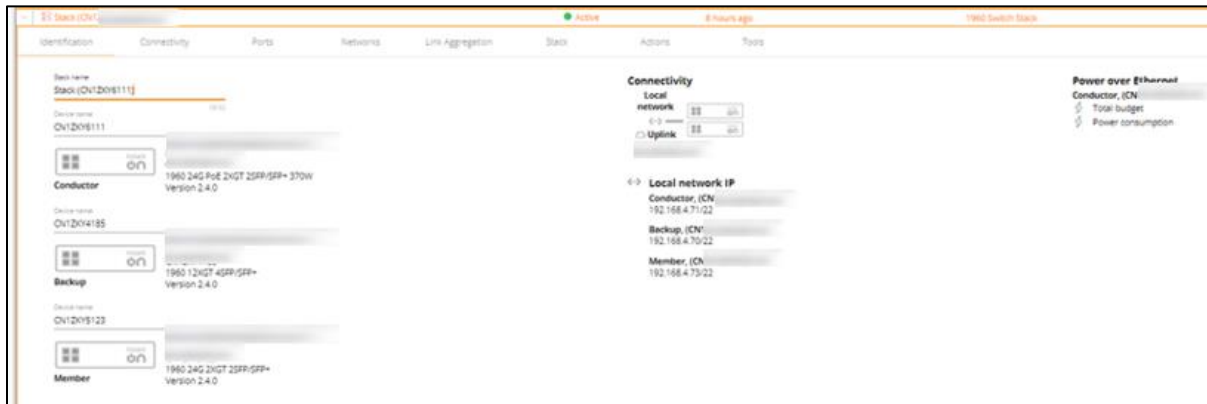 Stack (CN1Z
Active
6 hours ago
1960 Switch Stack
Identification
Connectivity
Ports
Networks
Link Aggregation
Stack
Actions
Tools
Stack name
Stack (CN1ZKY6111)
Device name
CN1ZKY6111
1960 24G PoE 2XGT 2SFP/SFP+ 370W
Version 2.4.0
Conductor
Device name
CN1ZKY4185
1960 12XGT 4SFP/SFP+
Version 2.4.0
Backup
Device name
CN1ZKY5123
1960 24G 2XGT 2SFP/SFP+
Version 2.4.0
Member
Connectivity
Local
network
Uplink
Local network IP
Conductor, (CN
192.168.4.71/22
Backup, (CN
192.168.4.70/22
Member, (CN
192.168.4.73/22
Power over Ethernet
Conductor, (CN
Total budget
Power consumption